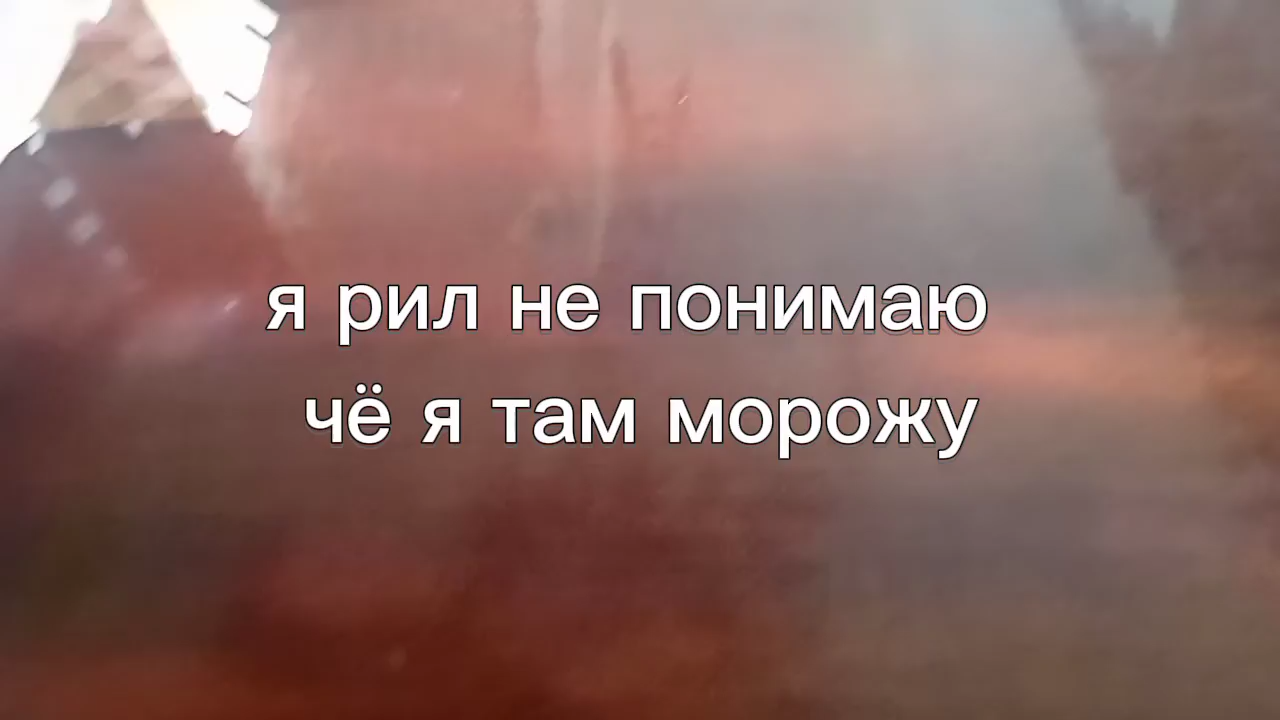 я рил не понимаю
чё я там морожу